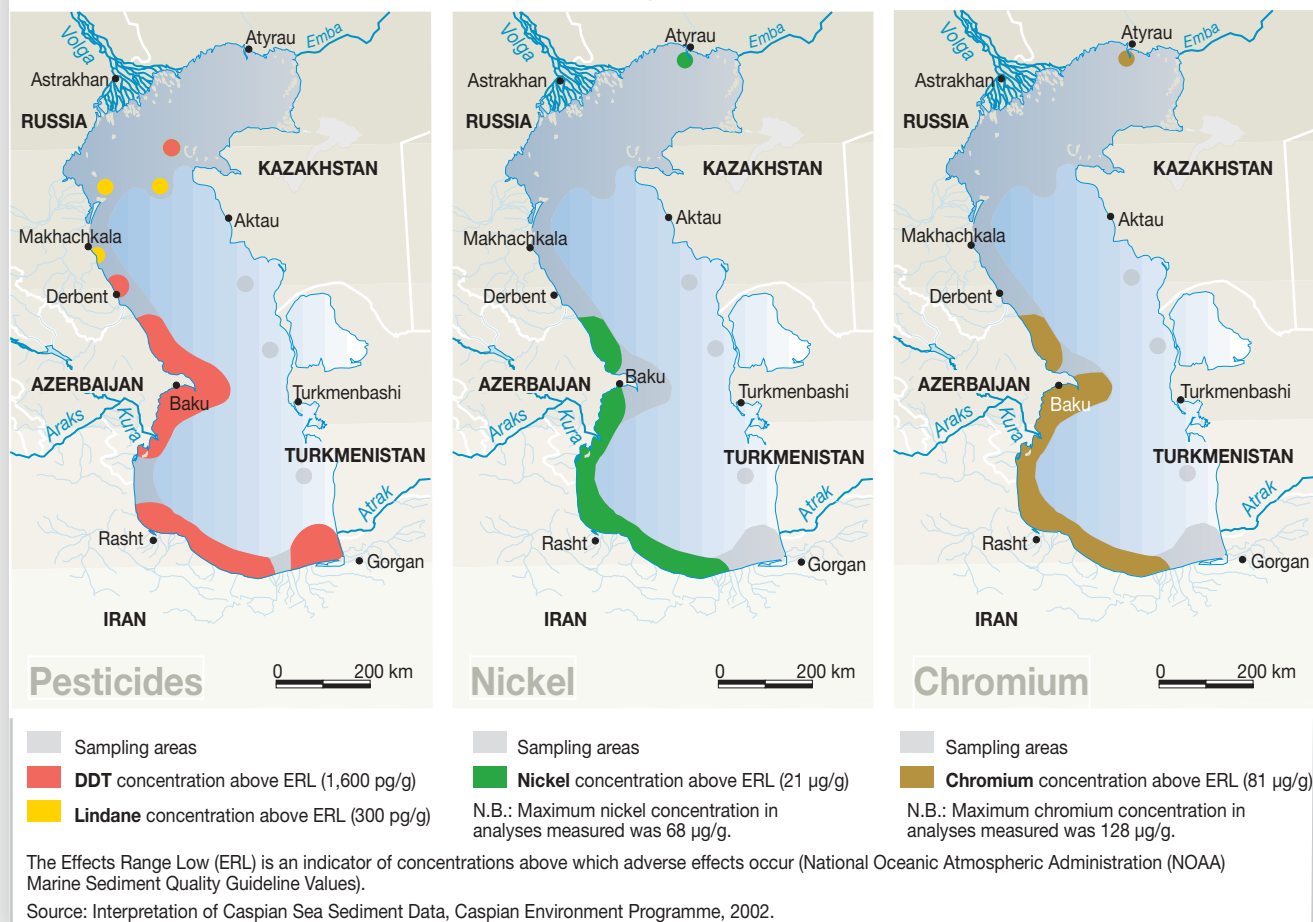 Volga
Atyrau
Emba
Astrakhan
RUSSIA
KAZAKHSTAN
Aktau
Makhachkala
Derbent
AZERBAIJAN
Baku
Turkmenbashi
Araks
Kura
TURKMENISTAN
Atrak
Rasht
Gorgan
IRAN
Pesticides
0 200 km
Volga
Atyrau
Emba
Astrakhan
RUSSIA
KAZAKHSTAN
Aktau
Makhachkala
Derbent
AZERBAIJAN
Baku
Turkmenbashi
Araks
Kura
TURKMENISTAN
Atrak
Rasht
Gorgan
IRAN
Nickel
0 200 km
Volga
Atyrau
Emba
Astrakhan
RUSSIA
KAZAKHSTAN
Aktau
Makhachkala
Derbent
AZERBAIJAN
Baku
Turkmenbashi
Araks
Kura
TURKMENISTAN
Atrak
Rasht
Gorgan
IRAN
Chromium
0 200 km
Sampling areas
DDT concentration above ERL (1,600 pg/g)
Lindane concentration above ERL (300 pg/g)
Sampling areas
Nickel concentration above ERL (21 µg/g)
N.B.: Maximum nickel concentration in
analyses measured was 68 µg/g.
Sampling areas
Chromium concentration above ERL (81 µg/g)
N.B.: Maximum chromium concentration in
analyses measured was 128 µg/g.
The Effects Range Low (ERL) is an indicator of concentrations above which adverse effects occur (National Oceanic Atmospheric Administration (NOAA)
Marine Sediment Quality Guideline Values).
Source: Interpretation of Caspian Sea Sediment Data, Caspian Environment Programme, 2002.